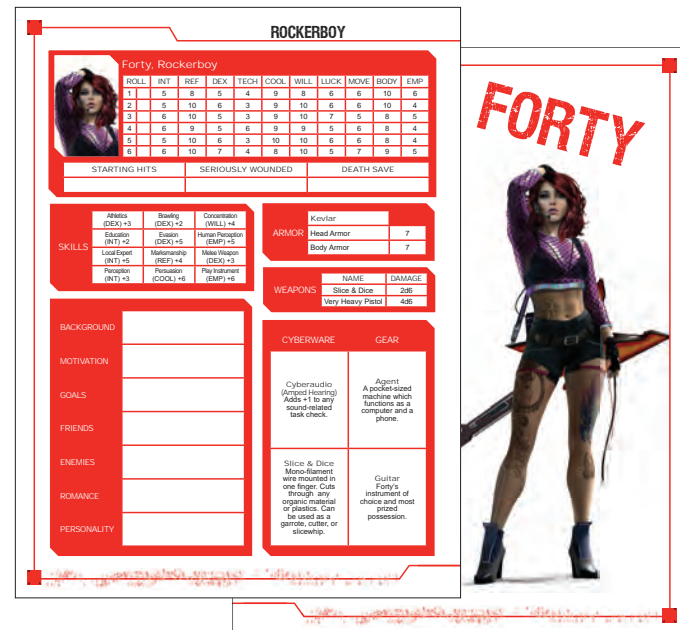 ROCKERBOY
Forty, Rockerboy
ROLL INT REF DEX TECH COOL WILL LUCK MOVE BODY EMP
1 5 8 5 4 9 8 6 6 10 6
2 5 10 6 3 9 10 6 6 10 4
3 6 10 5 3 9 10 7 5 8 5
4 6 9 5 6 9 9 5 6 8 4
5 5 10 6 3 10 10 6 6 8 4
6 6 10 7 4 8 10 5 7 9 5
STARTING HITS SERIOUSLY WOUNDED DEATH SAVE
SKILLS
Athletics
(DEX) +3
Brawling
(DEX) +2
Concentration
(WILL) +4
Education
(INT) +2
Evasion
(DEX) +5
Human Perception
(EMP) +5
Local Expert
(INT) +5
Marksmanship
(REF) +4
Melee Weapon
(DEX) +3
Perception
(INT) +3
Persuasion
(COOL) +6
Play Instrument
(EMP) +6
ARMOR
Kevlar
Head Armor 7
Body Armor 7
WEAPONS
NAME DAMAGE
Slice & Dice 2d6
Very Heavy Pistol 4d6
BACKGROUND
MOTIVATION
GOALS
FRIENDS
ENEMIES
ROMANCE
PERSONALITY
CYBERWARE GEAR
Cyberaudio
(Amped Hearing)
Adds +1 to any
sound-related
task check.
Agent
A pocket-sized
machine which
functions as a
computer and a
phone.
Slice & Dice
Mono-filament
wire mounted in
one finger. Cuts
through any
organic material
or plastics. Can
be used as a
garrote, cutter, or
slicewhip.
Guitar
Forty's
instrument of
choice and most
prized
possession.
FORTY